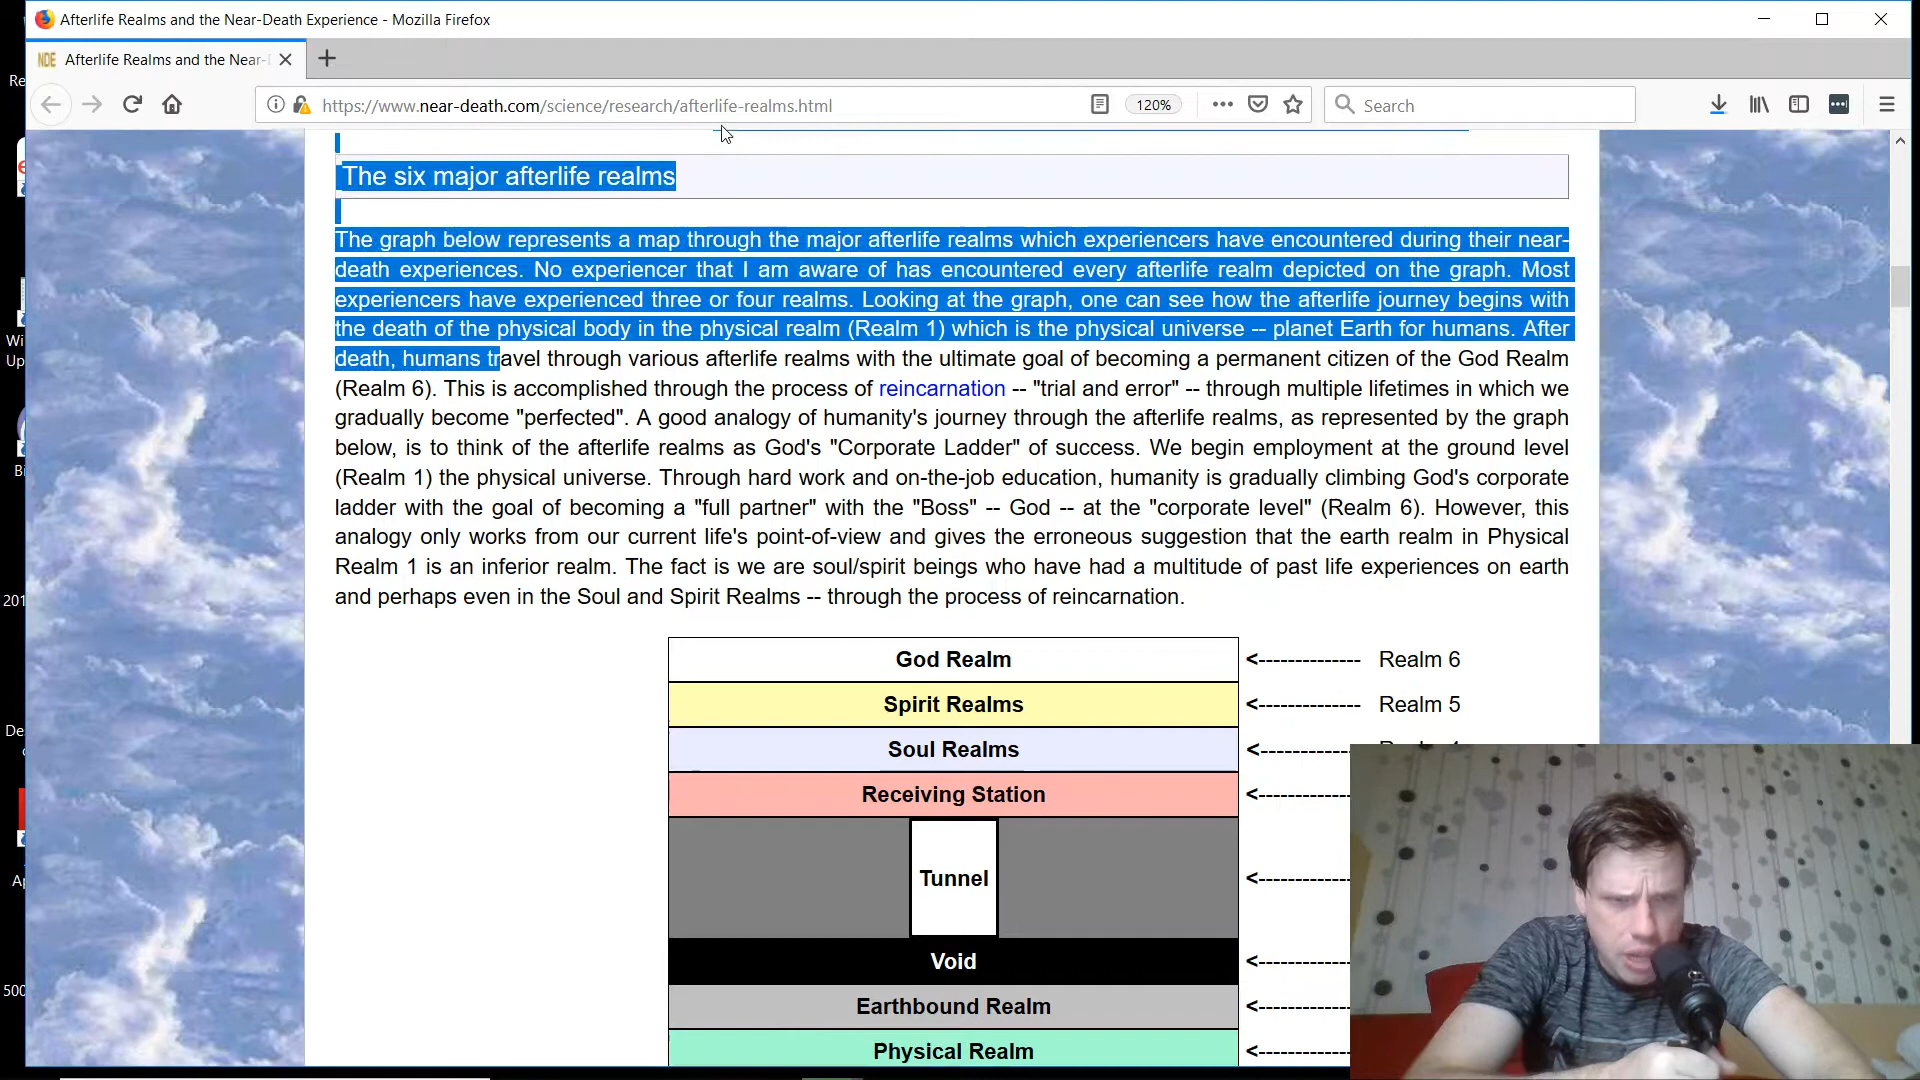 Afterlife Realms and the Near-Death Experience - Mozilla Firefox
NDE Afterlife Realms and the Near-
https://www.near-death.com/science/research/afterlife-realms.html
120%
Search
The six major afterlife realms
The graph below represents a map through the major afterlife realms which experiencers have encountered during their near-
death experiences. No experiencer that I am aware of has encountered every afterlife realm depicted on the graph. Most
experiencers have experienced three or four realms. Looking at the graph, one can see how the afterlife journey begins with
the death of the physical body in the physical realm (Realm 1) which is the physical universe -- planet Earth for humans. After
death, humans travel through various afterlife realms with the ultimate goal of becoming a permanent citizen of the God Realm
(Realm 6). This is accomplished through the process of reincarnation -- "trial and error" -- through multiple lifetimes in which we
gradually become "perfected". A good analogy of humanity's journey through the afterlife realms, as represented by the graph
below, is to think of the afterlife realms as God's "Corporate Ladder" of success. We begin employment at the ground level
(Realm 1) the physical universe. Through hard work and on-the-job education, humanity is gradually climbing God's corporate
ladder with the goal of becoming a "full partner" with the "Boss" -- God -- at the "corporate level" (Realm 6). However, this
analogy only works from our current life's point-of-view and gives the erroneous suggestion that the earth realm in Physical
Realm 1 is an inferior realm. The fact is we are soul/spirit beings who have had a multitude of past life experiences on earth
and perhaps even in the Soul and Spirit Realms -- through the process of reincarnation.
God Realm <-------------- Realm 6
Spirit Realms <-------------- Realm 5
Soul Realms
Receiving Station
Tunnel
Void
Earthbound Realm
Physical Realm
Re
Wi
Up
Bi
201
De
Ap
500